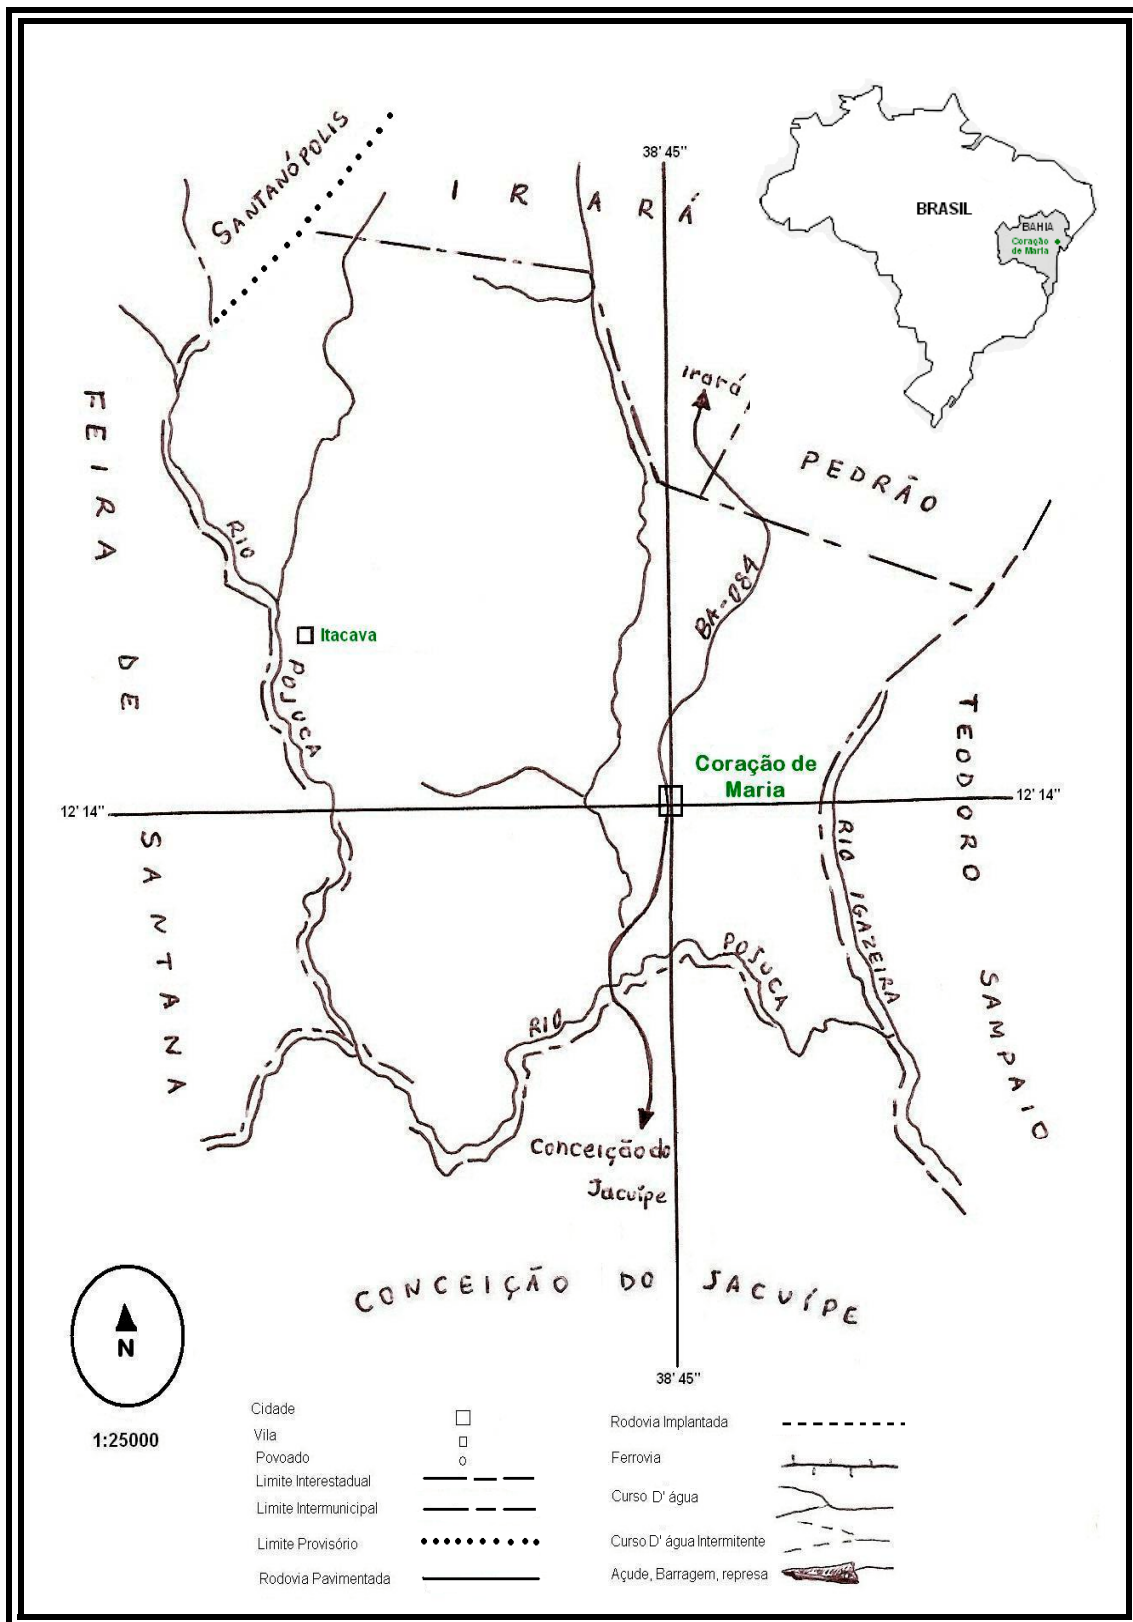 SANTANÓPOLIS
IRARÁ
38' 45"
BRASIL
BAHIA
Coração
de Maria
Irará
PEDRÃO
FEIRA DE SANTANA
RIO
POJUCA
BA-084
Itacava
TEODORO SAMPAIO
Coração de
Maria
12' 14"
12' 14"
RIO IGAZEIRA
RIO
POJUCA
Conceição do
Jacuípe
CONCEIÇÃO DO JACUÍPE
38' 45"
N
1:25000
Cidade
Vila
Povoado
Limite Interestadual
Limite Intermunicipal
Limite Provisório
Rodovia Pavimentada
Rodovia Implantada
Ferrovia
Curso D' água
Curso D' água Intermitente
Açude, Barragem, represa